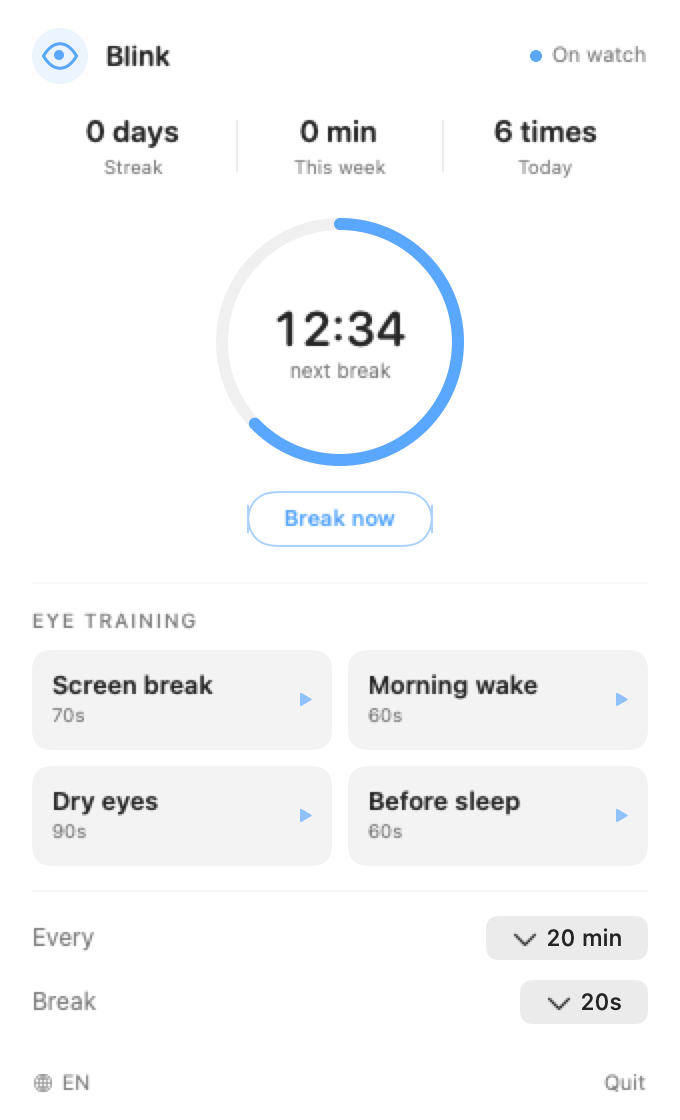 Blink
On watch
0 days
0 min
6 times
Streak
This week
Today
12:34
next break
Break now
EYE TRAINING
Screen break
70s
Morning wake
60s
Dry eyes
90s
Before sleep
60s
Every
20 min
Break
20s
EN
Quit